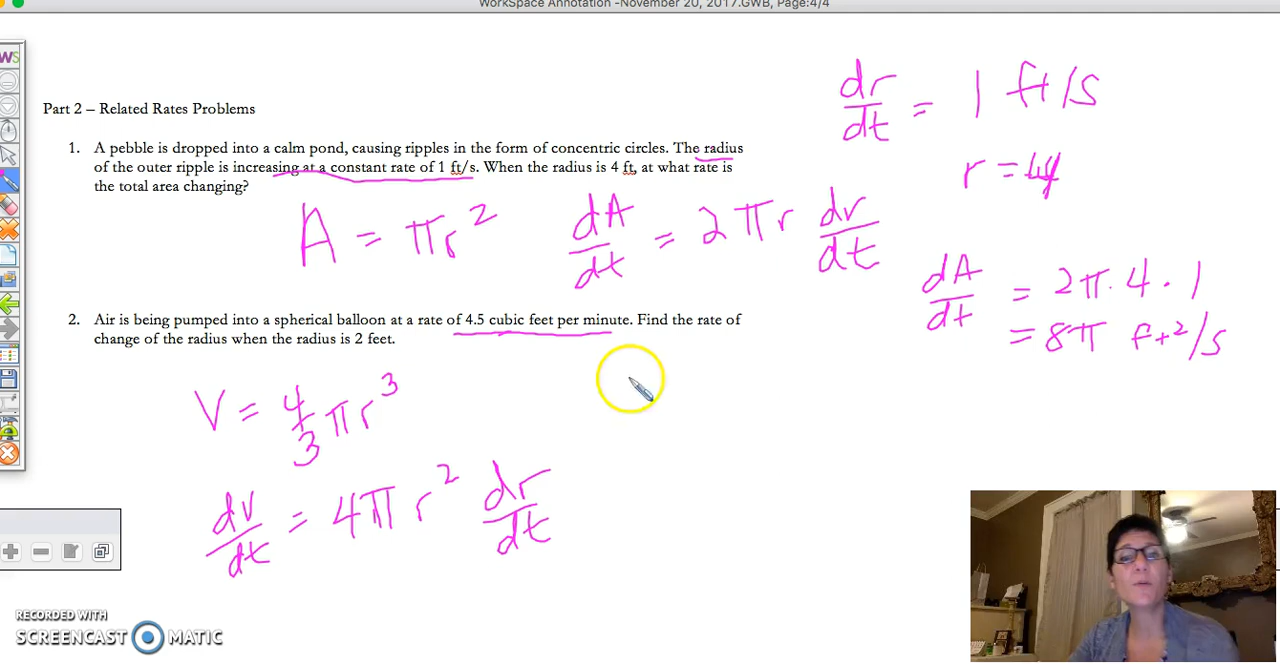 WorkSpace Annotation -November 20, 2017.GWB, Page:4/4
WS
Part 2 – Related Rates Problems
1. A pebble is dropped into a calm pond, causing ripples in the form of concentric circles. The radius
of the outer ripple is increasing at a constant rate of 1 ft/s. When the radius is 4 ft, at what rate is
the total area changing?
dr/dt = 1 ft/s
r = 4
A = πr²
dA/dt = 2πr dr/dt
dA/dt = 2π·4·1
= 8π ft²/s
2. Air is being pumped into a spherical balloon at a rate of 4.5 cubic feet per minute. Find the rate of
change of the radius when the radius is 2 feet.
V = 4/3 πr³
dv/dt = 4πr² dr/dt
RECORDED WITH
SCREENCAST MATIC